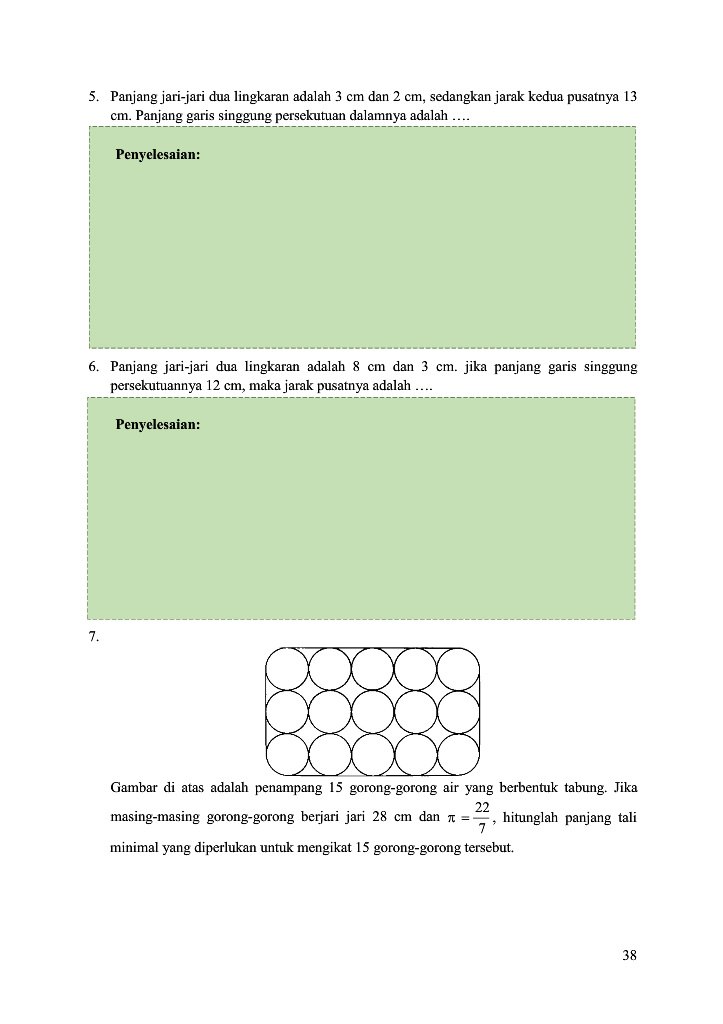 5. Panjang jari-jari dua lingkaran adalah 3 cm dan 2 cm, sedangkan jarak kedua pusatnya 13
cm. Panjang garis singgung persekutuan dalamnya adalah ….
Penyelesaian:
6. Panjang jari-jari dua lingkaran adalah 8 cm dan 3 cm. jika panjang garis singgung
persekutuannya 12 cm, maka jarak pusatnya adalah ….
Penyelesaian:
7.
Gambar di atas adalah penampang 15 gorong-gorong air yang berbentuk tabung. Jika
masing-masing gorong-gorong berjari jari 28 cm dan π = 22/7, hitunglah panjang tali
minimal yang diperlukan untuk mengikat 15 gorong-gorong tersebut.
38